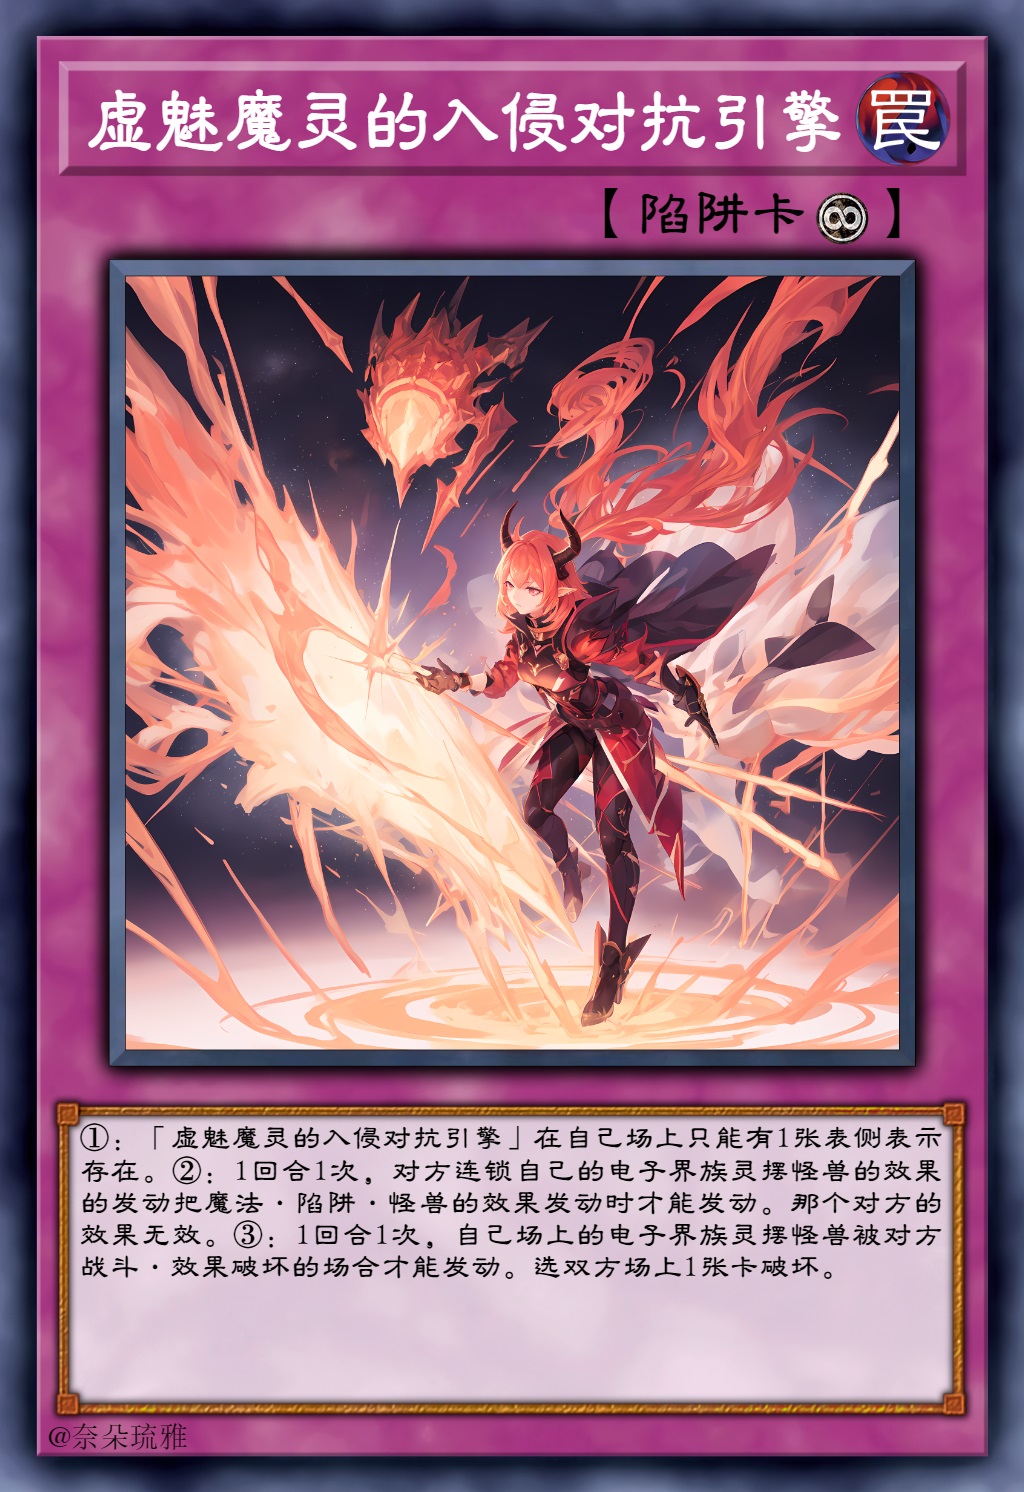 虚魅魔灵的入侵对抗引擎 罠
【陷阱卡♾】
①：「虚魅魔灵的入侵对抗引擎」在自己场上只能有1张表侧表示
存在。②：1回合1次，对方连锁自己的电子界族灵摆怪兽的效果
的发动把魔法·陷阱·怪兽的效果发动时才能发动。那个对方的
效果无效。③：1回合1次，自己场上的电子界族灵摆怪兽被对方
战斗·效果破坏的场合才能发动。选双方场上1张卡破坏。
@奈朵琉雅